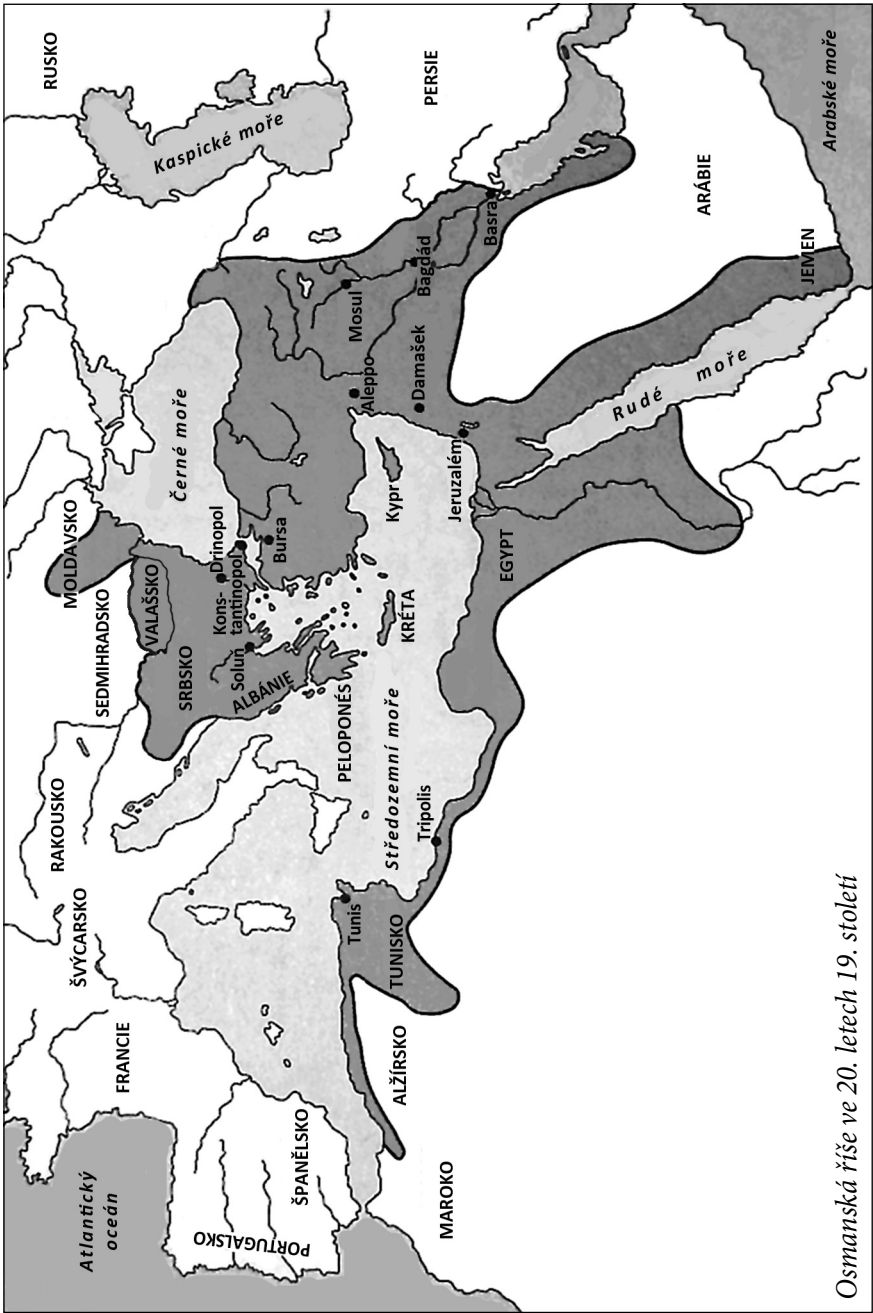 Atlantický
oceán
PORTUGALSKO
ŠPANĚLSKO
FRANCIE
ŠVÝCARSKO
RAKOUSKO
SEDMIHRADSKO
MOLDAVSKO
VALAŠSKO
SRBSKO
ALBÁNIE
Soluň
Drinopol
Kons-
tantinopol
Bursa
PELOPONÉS
KRÉTA
Kypr
Černé moře
RUSKO
Kaspické moře
PERSIE
Mosul
Aleppo
Bagdád
Damašek
Basra
Jeruzalém
Středozemní moře
MAROKO
ALŽÍRSKO
Tunis
TUNISKO
Tripolis
EGYPT
Rudé moře
ARÁBIE
JEMEN
Arabské moře
Osmanská říše ve 20. letech 19. století